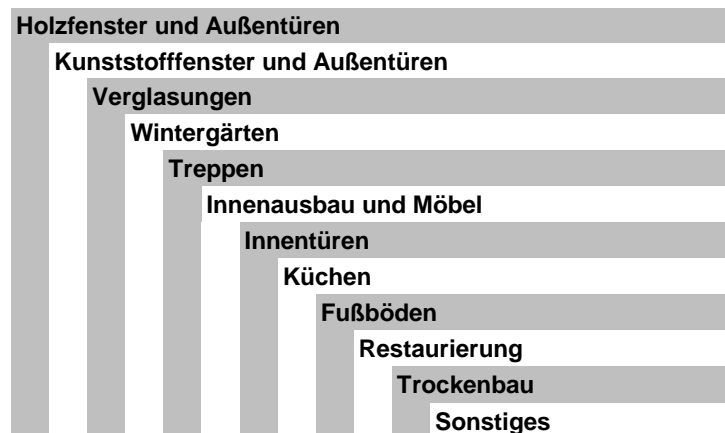 Holzfenster und Außentüren
Kunststofffenster und Außentüren
Verglasungen
Wintergärten
Treppen
Innenausbau und Möbel
Innentüren
Küchen
Fußböden
Restaurierung
Trockenbau
Sonstiges